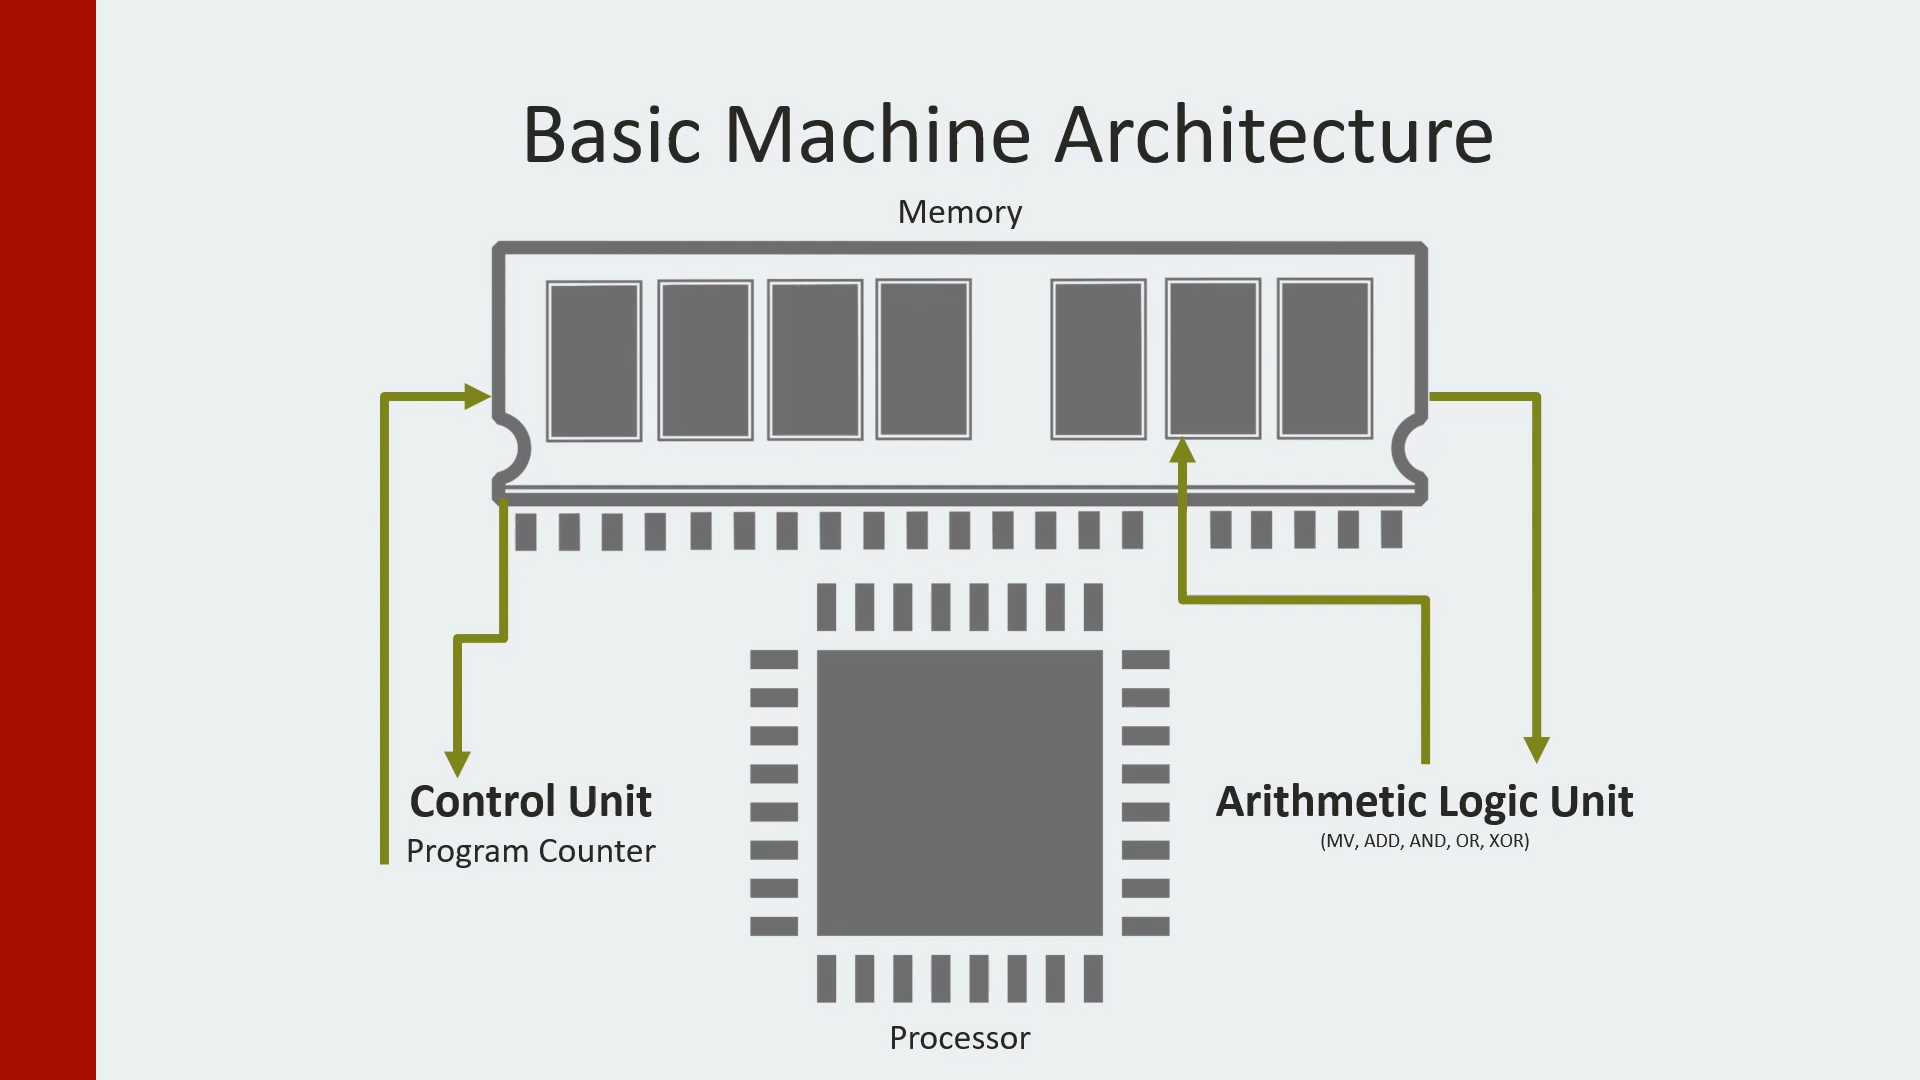 Basic Machine Architecture
Memory
Control Unit
Program Counter
Arithmetic Logic Unit
(MV, ADD, AND, OR, XOR)
Processor